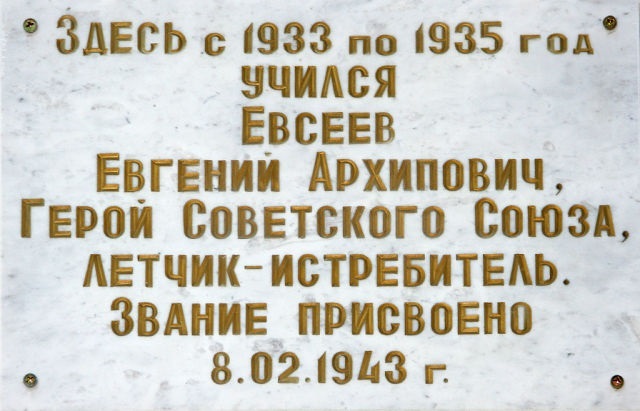 Здесь с 1933 по 1935 год
учился
Евсеев
Евгений Архипович,
Герой Советского Союза,
летчик-истребитель.
Звание присвоено
8.02.1943 г.